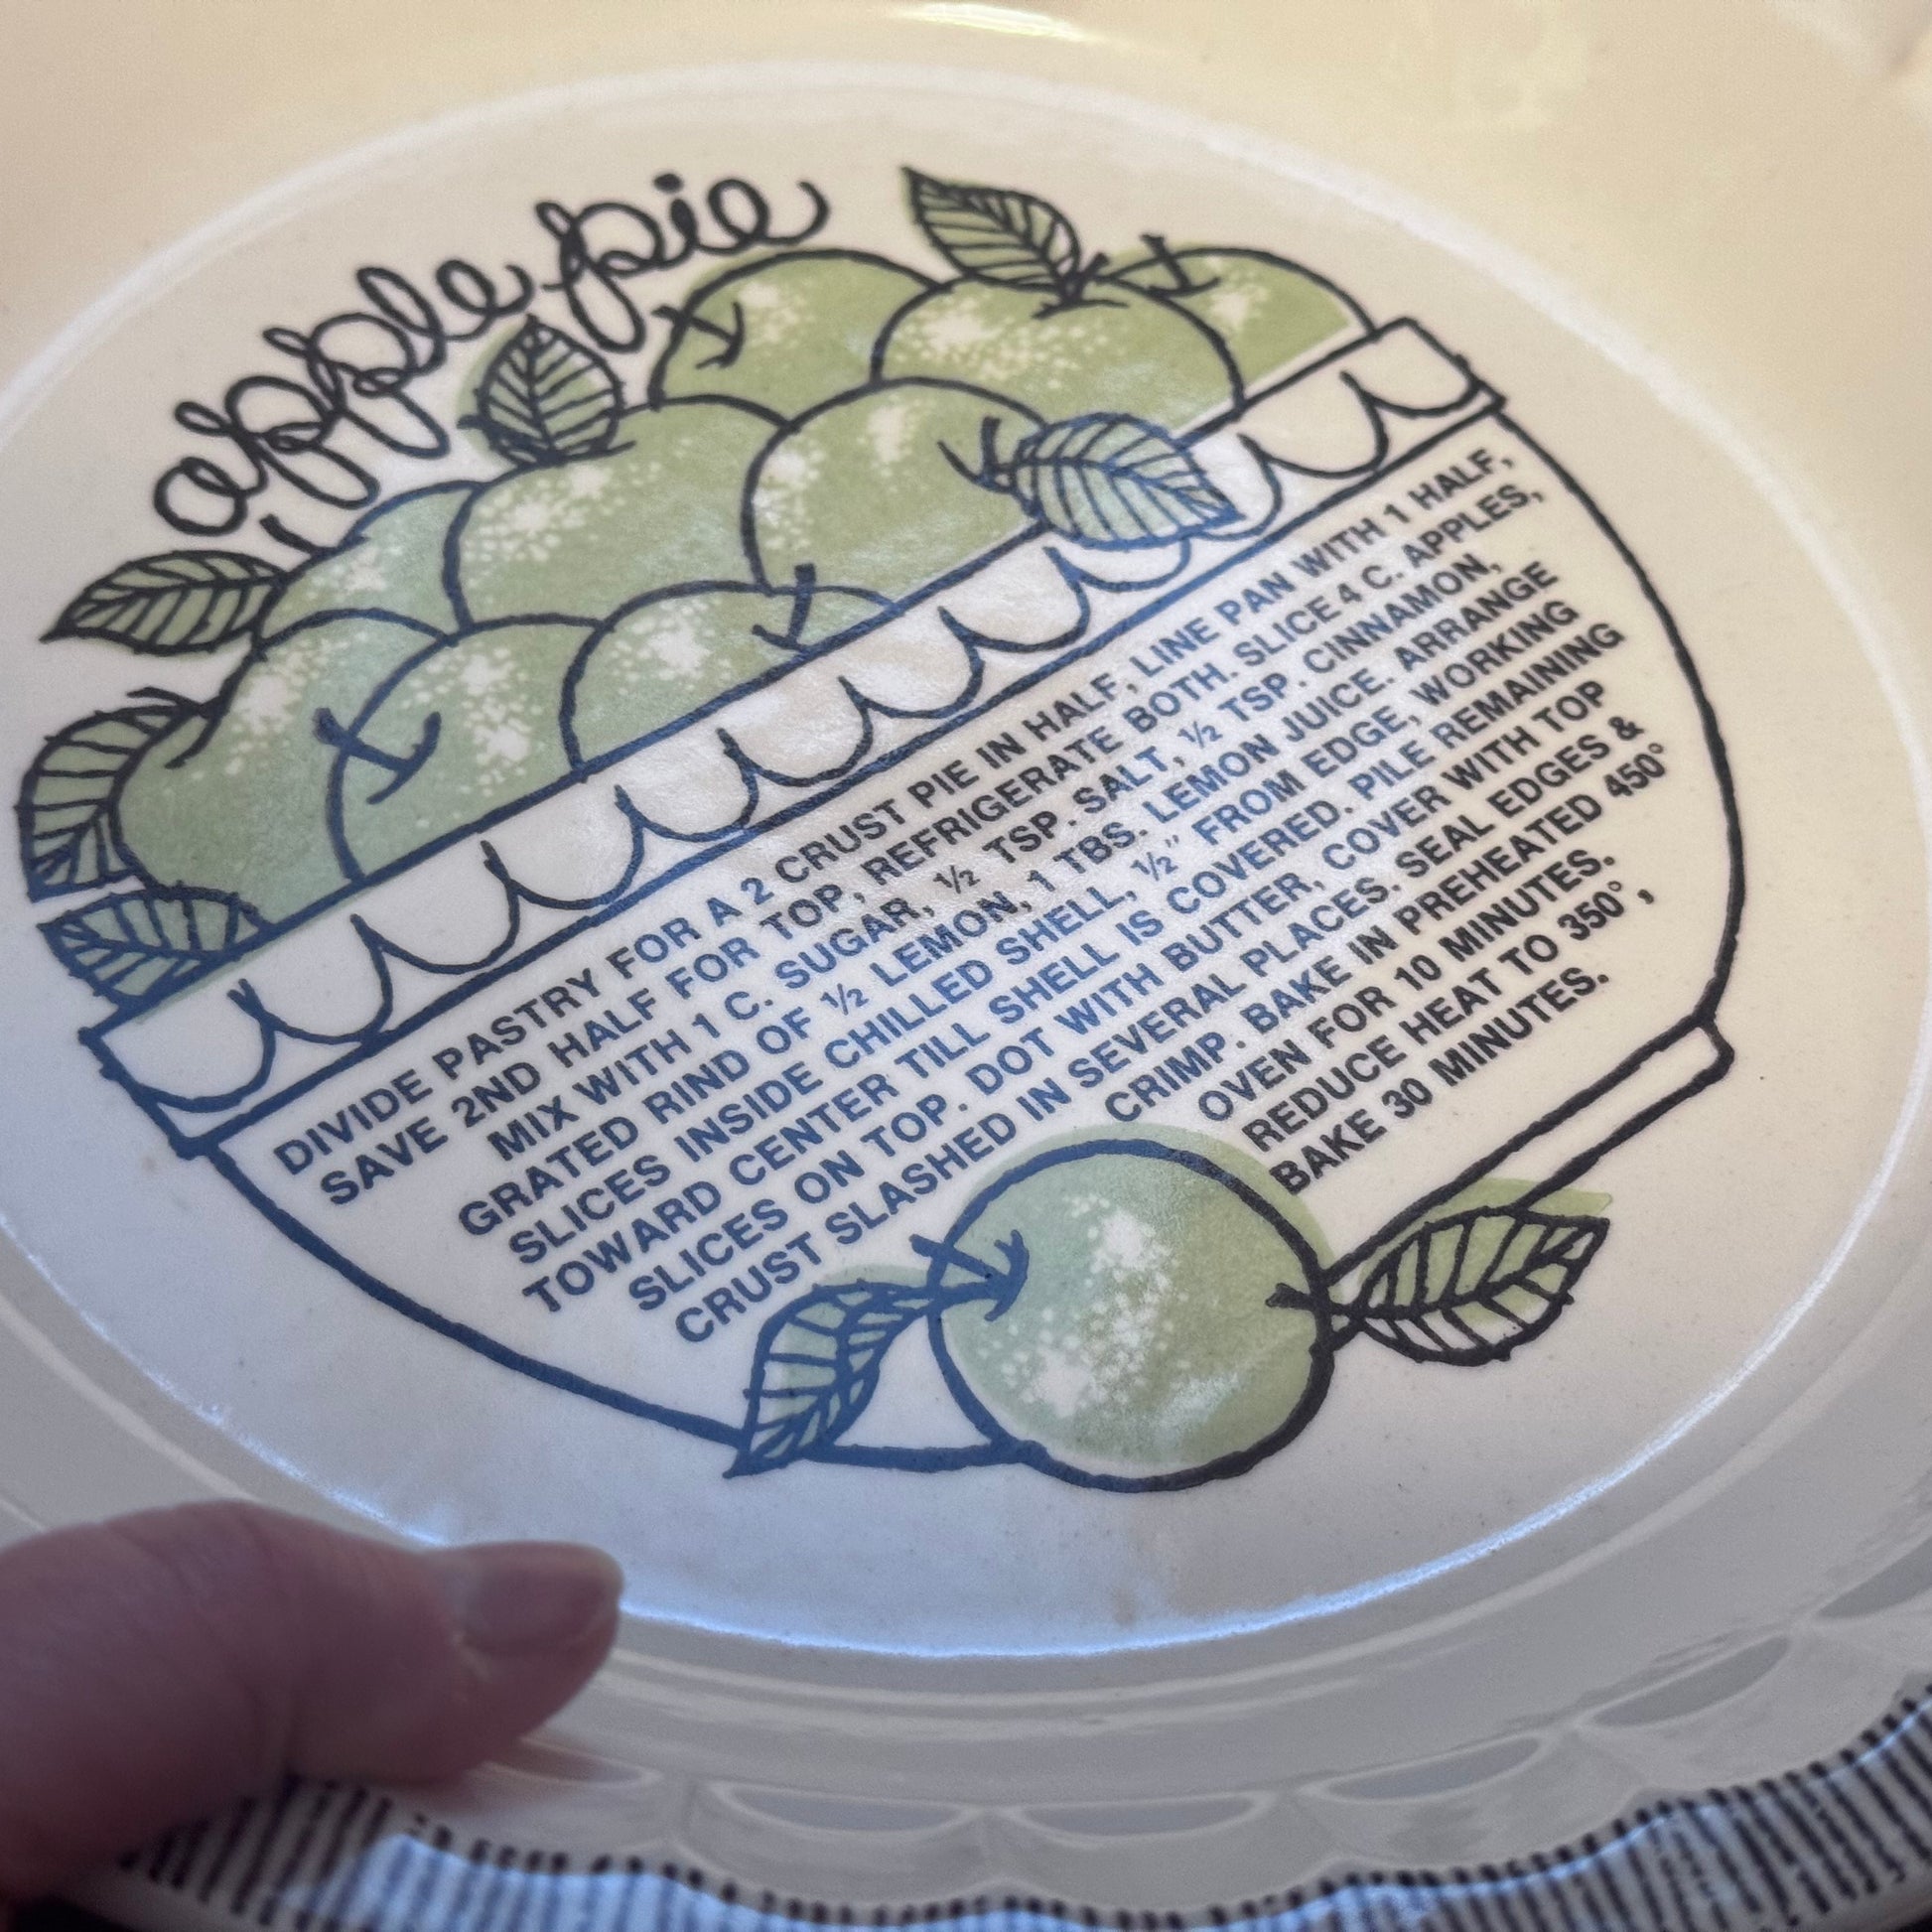 apple pie
DIVIDE PASTRY FOR A 2 CRUST PIE IN HALF, LINE PAN WITH 1 HALF,
SAVE 2ND HALF FOR TOP, REFRIGERATE BOTH. SLICE 4 C. APPLES,
MIX WITH 1 C. SUGAR, ½ TSP. SALT, ½ TSP. CINNAMON,
GRATED RIND OF ½ LEMON, 1 TBS. LEMON JUICE. ARRANGE
SLICES INSIDE CHILLED SHELL, ½" FROM EDGE, WORKING
TOWARD CENTER TILL SHELL IS COVERED. PILE REMAINING
SLICES ON TOP. DOT WITH BUTTER, COVER WITH TOP
CRUST SLASHED IN SEVERAL PLACES. SEAL EDGES &
CRIMP. BAKE IN PREHEATED 450°
OVEN FOR 10 MINUTES.
REDUCE HEAT TO 350°,
BAKE 30 MINUTES.